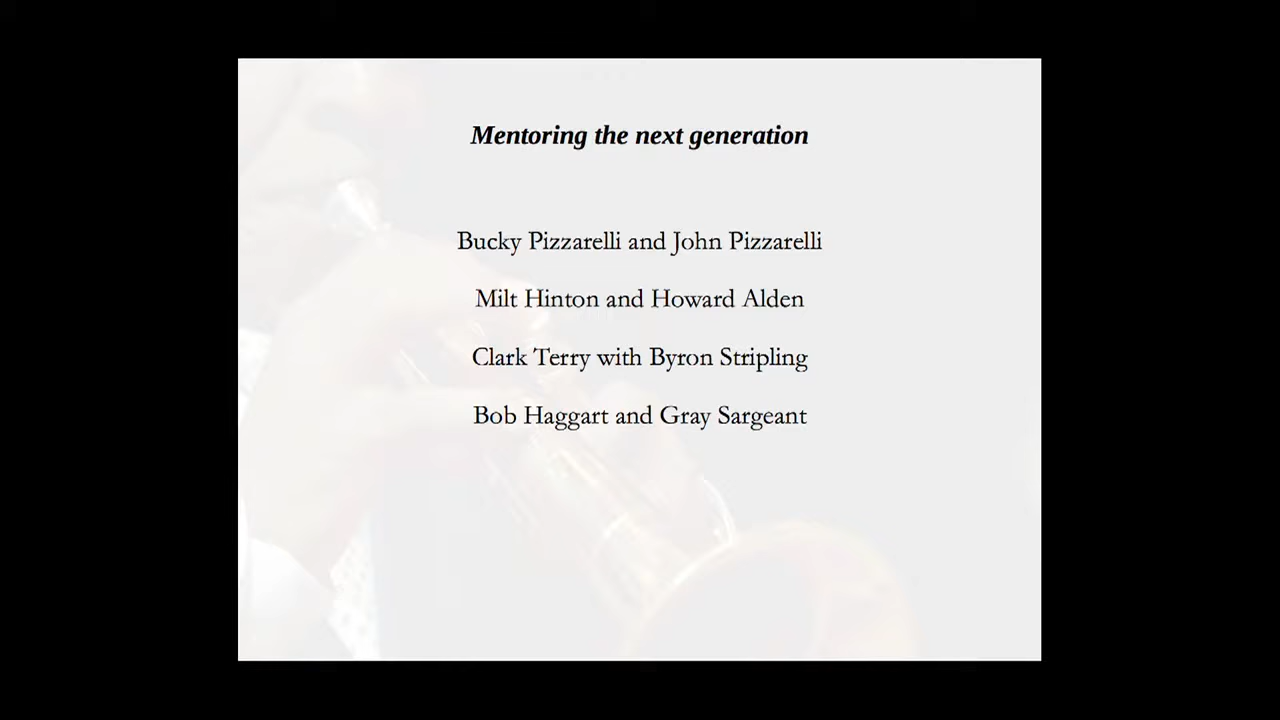 Mentoring the next generation
Bucky Pizzarelli and John Pizzarelli
Milt Hinton and Howard Alden
Clark Terry with Byron Stripling
Bob Haggart and Gray Sargeant